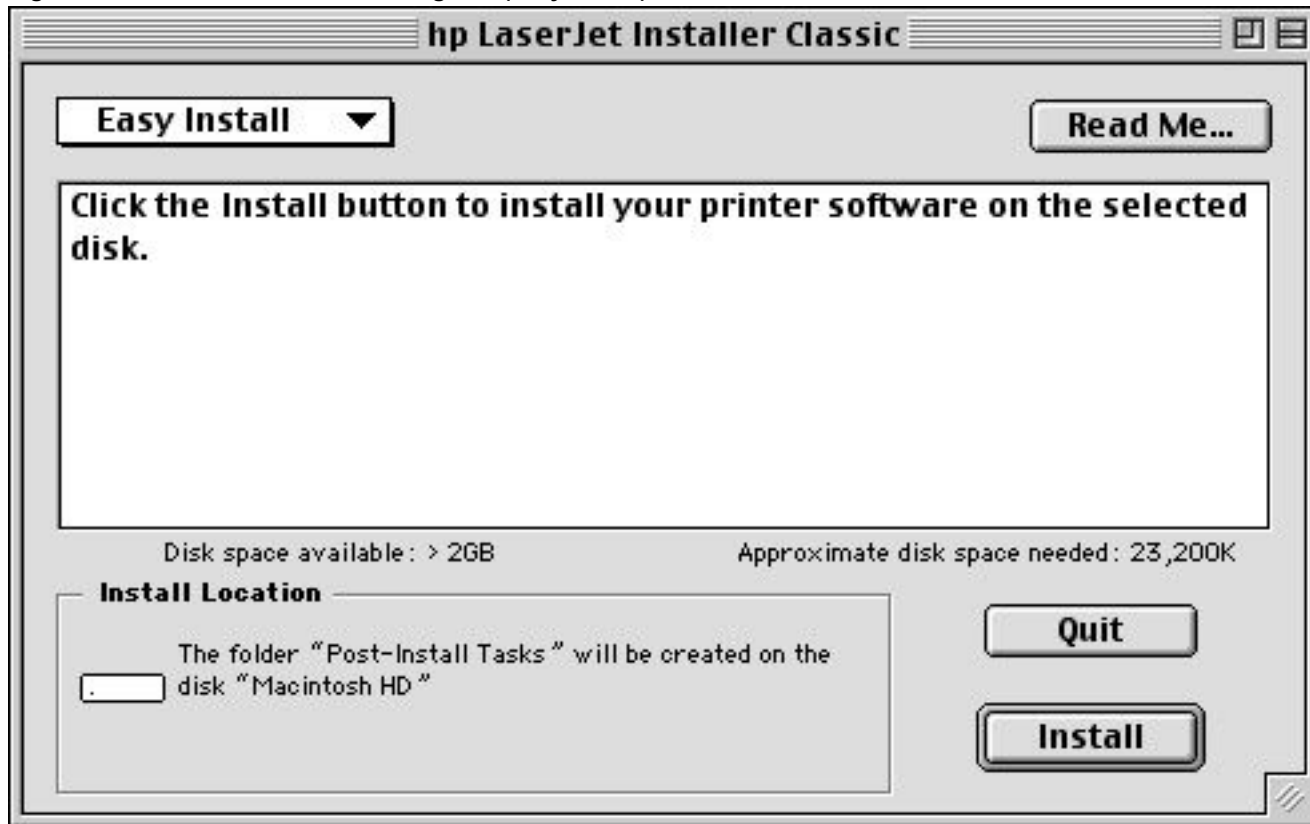 hp LaserJet Installer Classic
Easy Install
Read Me...
Click the Install button to install your printer software on the selected
disk.
Disk space available: > 2GB
Approximate disk space needed: 23,200K
Install Location
The folder "Post-Install Tasks" will be created on the
disk "Macintosh HD"
Quit
Install